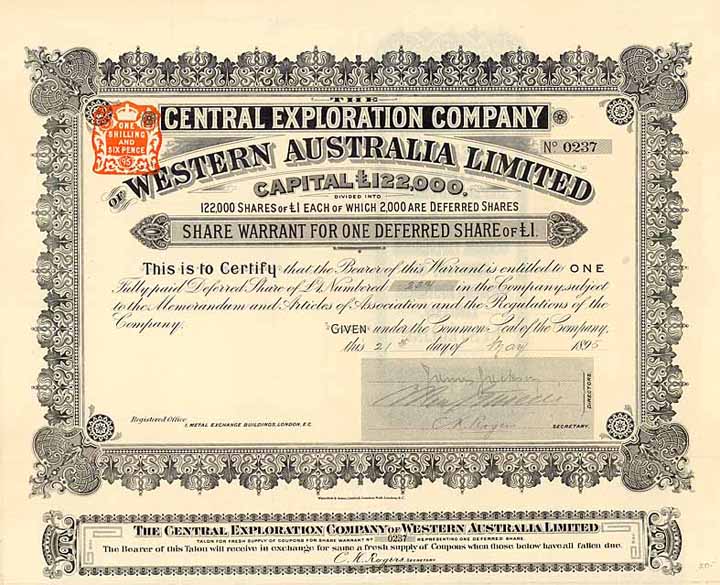 THE
CENTRAL EXPLORATION COMPANY
ONE
SHILLING
AND
SIX PENCE
95
Nº 0237
OF WESTERN AUSTRALIA LIMITED
CAPITAL £122,000,
DIVIDED INTO
122,000 SHARES OF £1 EACH OF WHICH 2,000 ARE DEFERRED SHARES
SHARE WARRANT FOR ONE DEFERRED SHARE OF £1.
This is to Certify that the Bearer of this Warrant is entitled to ONE
Fully paid Deferred Share of £1 Numbered 237 in the Company, subject
to the Memorandum and Articles of Association and the Regulations of the
Company.
GIVEN under the Common Seal of the Company,
this 21st day of May 1895
DIRECTORS.
C. M. Rogers
SECRETARY.
Registered Office
1, METAL EXCHANGE BUILDINGS, LONDON, E.C.
THE CENTRAL EXPLORATION COMPANY OF WESTERN AUSTRALIA LIMITED
TALON FOR FRESH SUPPLY OF COUPONS FOR SHARE WARRANT Nº 0237 REPRESENTING ONE DEFERRED SHARE.
The Bearer of this Talon will receive in exchange for same a fresh supply of Coupons when those below have all fallen due.
C. M. Rogers SECRETARY